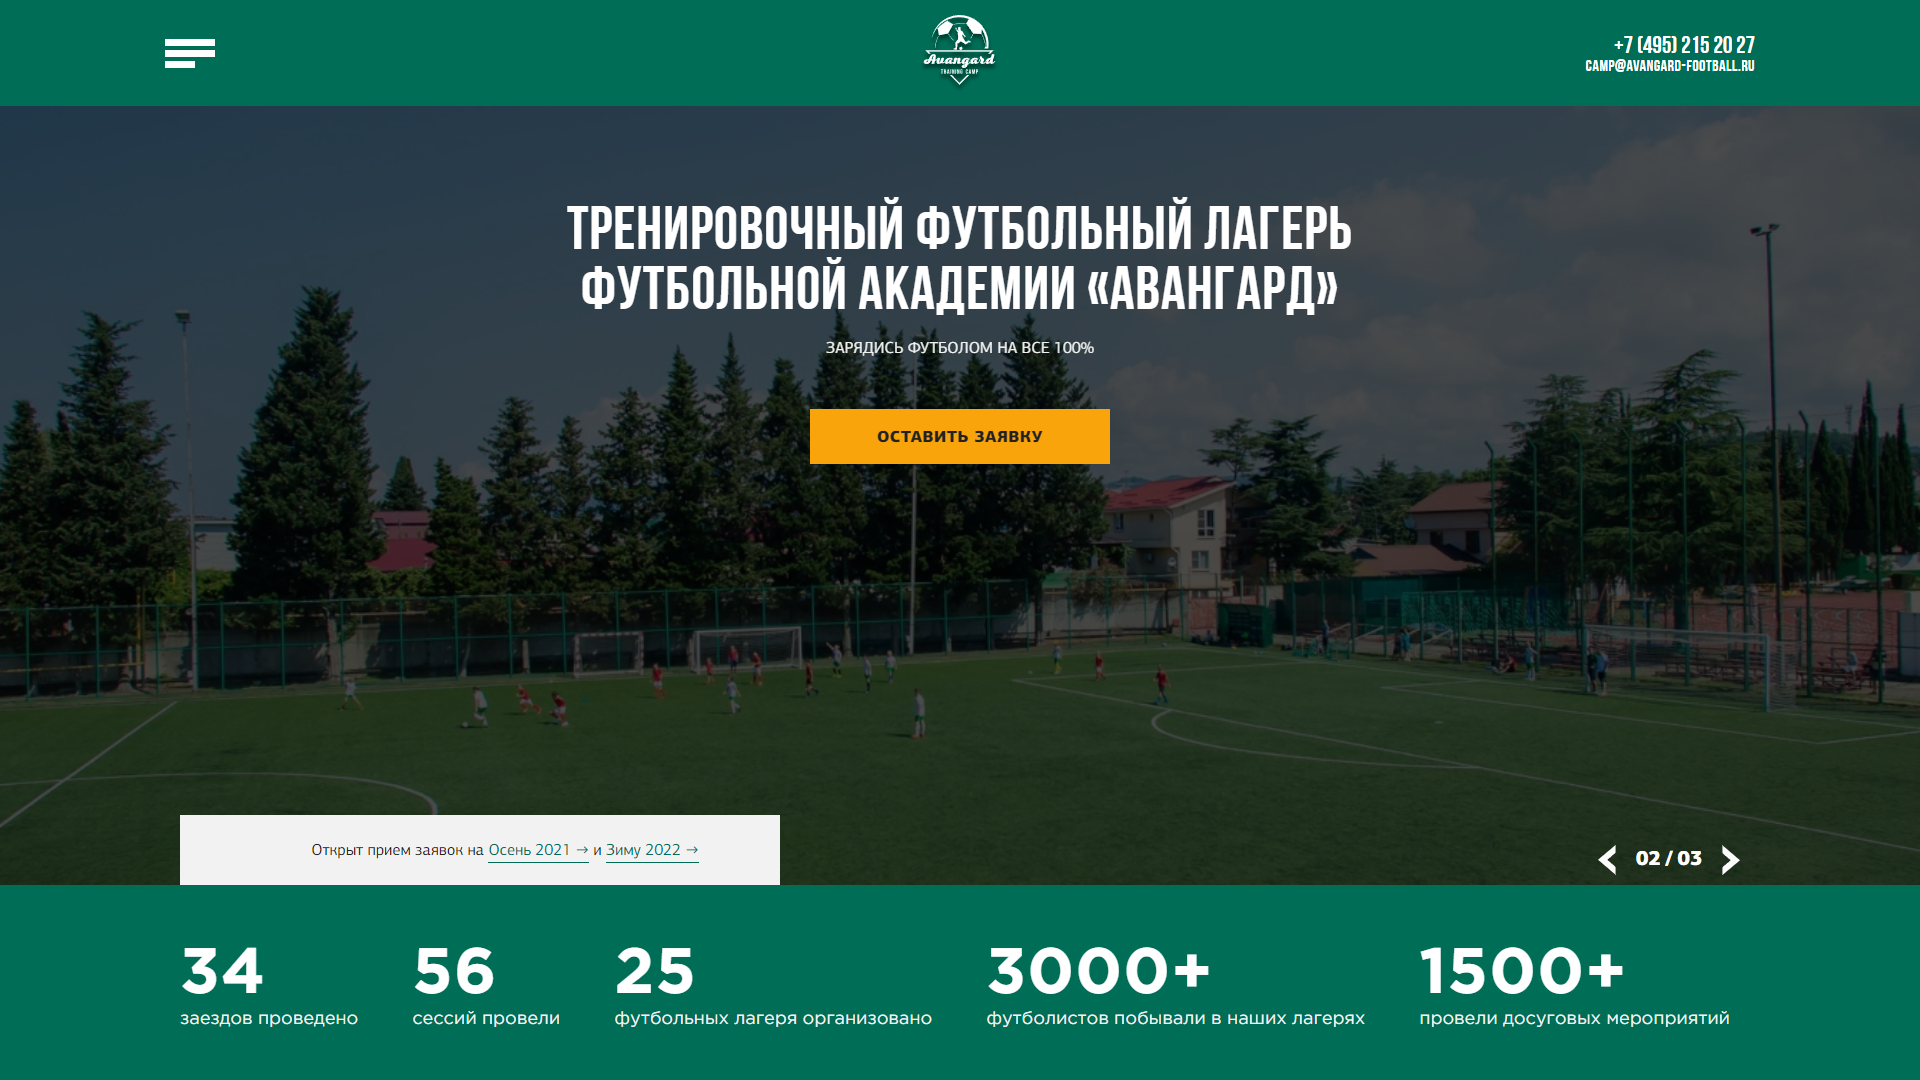 Avangard
TRAINING CAMP
+7 (495) 215 20 27
CAMP@AVANGARD-FOOTBALL.RU
ТРЕНИРОВОЧНЫЙ ФУТБОЛЬНЫЙ ЛАГЕРЬ
ФУТБОЛЬНОЙ АКАДЕМИИ «АВАНГАРД»
ЗАРЯДИСЬ ФУТБОЛОМ НА ВСЕ 100%
ОСТАВИТЬ ЗАЯВКУ
Открыт прием заявок на Осень 2021 → и Зиму 2022 →
02 / 03
34
заездов проведено
56
сессий провели
25
футбольных лагеря организовано
3000+
футболистов побывали в наших лагерях
1500+
провели досуговых мероприятий